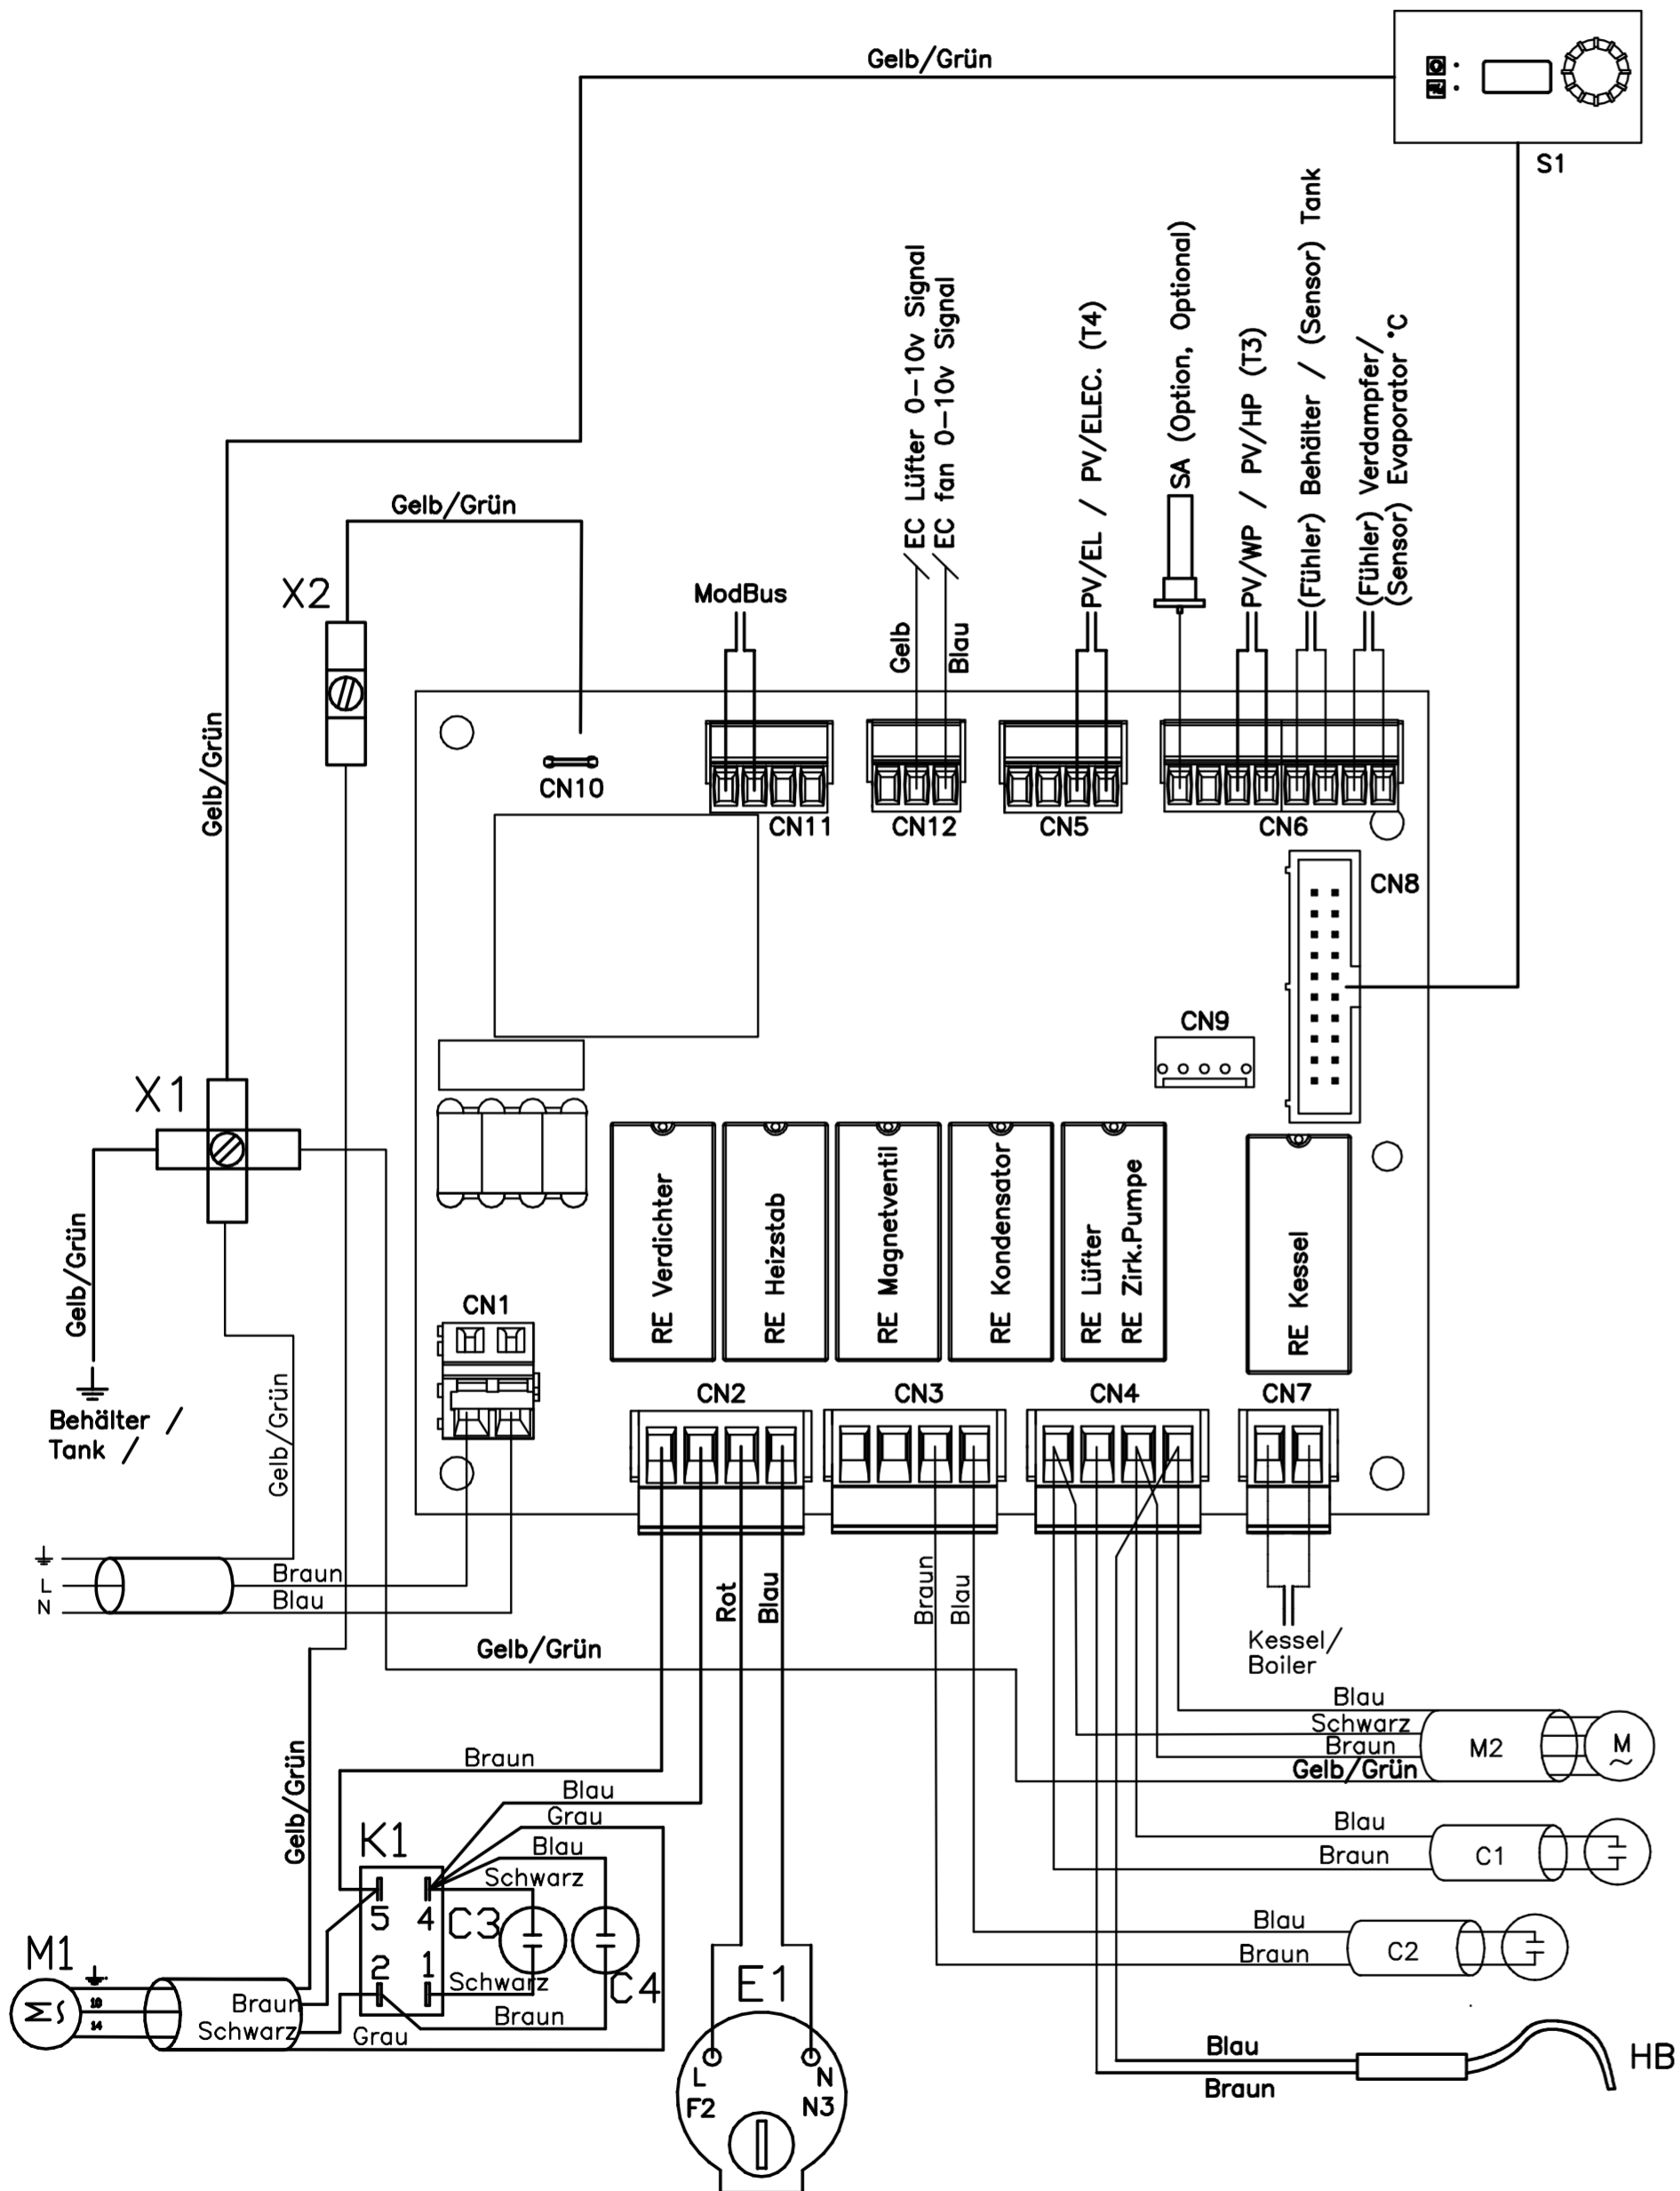 Gelb/Grün
S1
EC Lüfter 0-10v Signal
EC fan 0-10v Signal
PV/EL / PV/ELEC. (T4)
SA (Option, Optional)
PV/WP / PV/HP (T3)
(Fühler) Behälter / (Sensor) Tank
(Fühler) Verdampfer/
(Sensor) Evaporator °C
Gelb/Grün
X2
ModBus
Gelb
Blau
Gelb/Grün
CN10
CN11
CN12
CN5
CN6
CN8
CN9
X1
RE Verdichter
RE Heizstab
RE Magnetventil
RE Kondensator
RE Lüfter
RE Zirk.Pumpe
RE Kessel
Gelb/Grün
CN1
CN2
CN3
CN4
CN7
Behälter /
Tank /
Gelb/Grün
L
N
Braun
Blau
Rot
Blau
Braun
Blau
Kessel/
Boiler
Gelb/Grün
Blau
Schwarz
Braun
Gelb/Grün
M2
M
~
Gelb/Grün
Braun
Blau
Grau
Blau
Schwarz
K1
5
4
2
1
C3
C4
Schwarz
Braun
Blau
Braun
C1
Blau
Braun
C2
M1
M
10
14
Braun
Schwarz
Grau
E1
L
F2
N
N3
Blau
Braun
HB